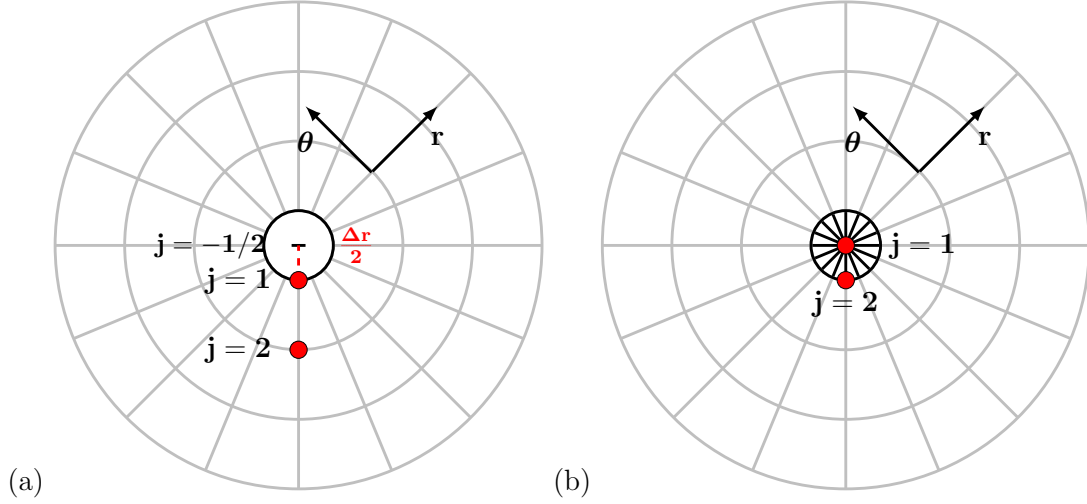 θ
r
j = −1/2
Δr/2
j = 1
j = 2
(a)
θ
r
j = 1
j = 2
(b)